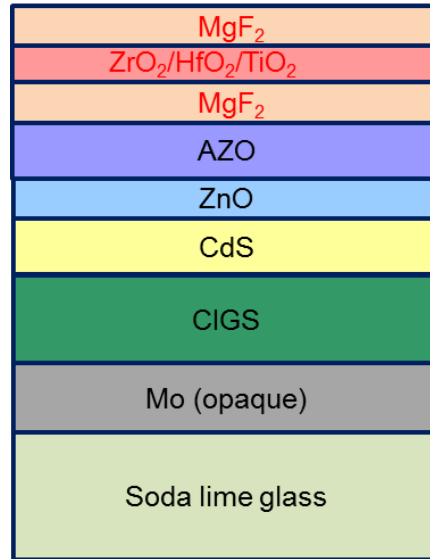 MgF₂
ZrO₂/HfO₂/TiO₂
MgF₂
AZO
ZnO
CdS
CIGS
Mo (opaque)
Soda lime glass